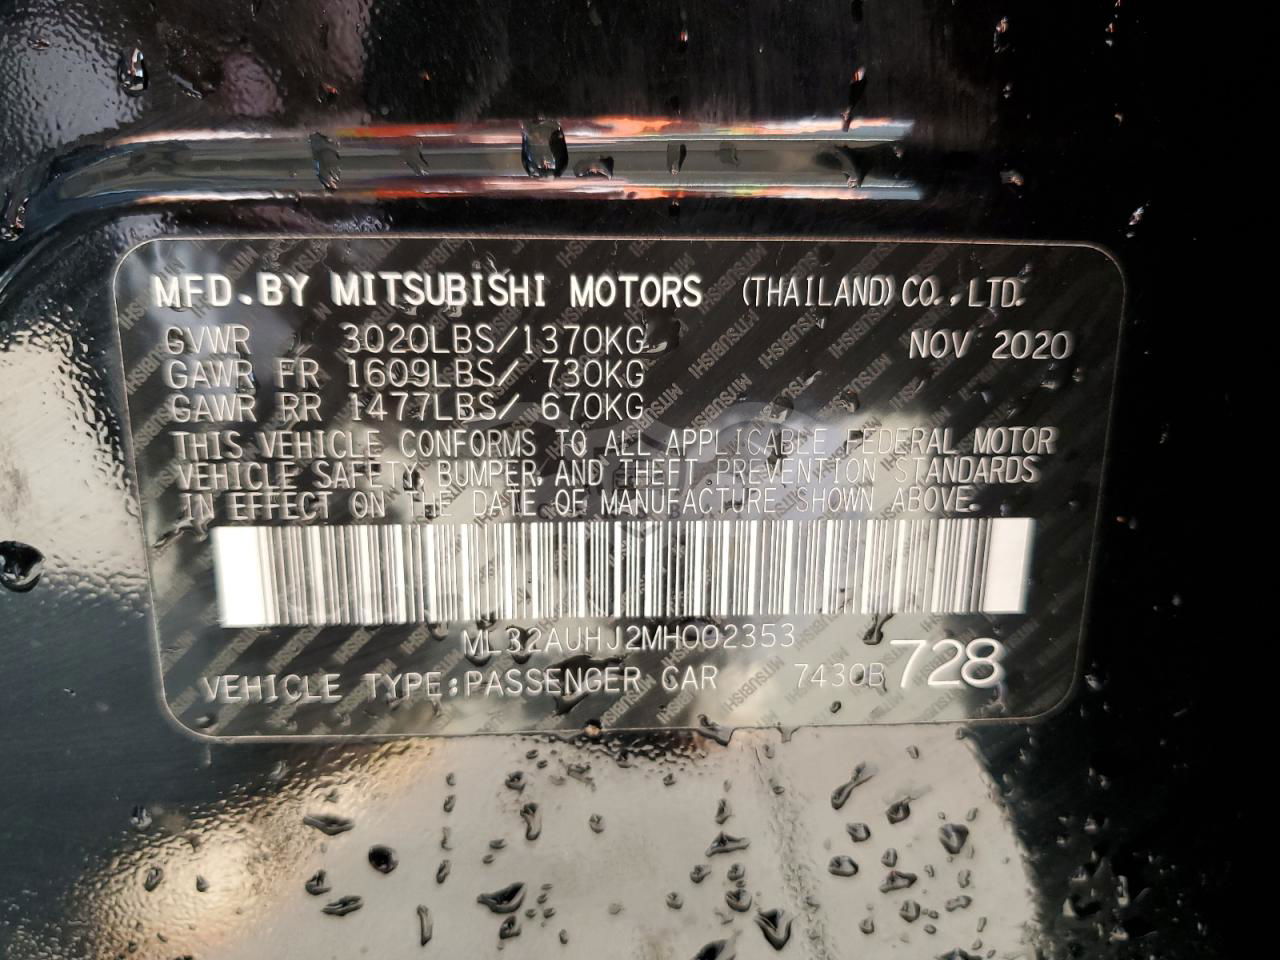 MFD.BY MITSUBISHI MOTORS (THAILAND) CO.,LTD.
GVWR 3020LBS/1370KG NOV 2020
GAWR FR 1609LBS/ 730KG
GAWR RR 1477LBS/ 670KG
THIS VEHICLE CONFORMS TO ALL APPLICABLE FEDERAL MOTOR
VEHICLE SAFETY, BUMPER, AND THEFT PREVENTION STANDARDS
IN EFFECT ON THE DATE OF MANUFACTURE SHOWN ABOVE.
ML32AUHJ2MH002353
VEHICLE TYPE:PASSENGER CAR 7430B 728